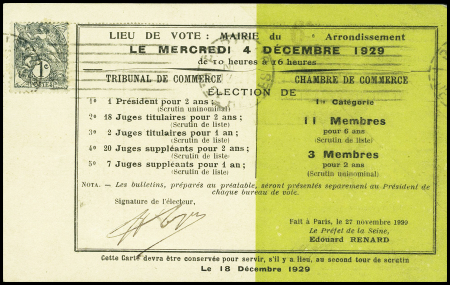 LIEU DE VOTE: MAIRIE du Arrondissement
LE MERCREDI 4 DÉCEMBRE 1929
de 10 heures à 16 heures
TRIBUNAL DE COMMERCE
CHAMBRE DE COMMERCE
ÉLECTION DE
1º 1 Président pour 2 ans;
(Scrutin uninominal)
2º 18 Juges titulaires pour 2 ans;
(Scrutin de liste)
3º 2 Juges titulaires pour 1 an;
(Scrutin de liste)
4º 20 Juges suppléants pour 2 ans;
(Scrutin de liste)
5º 7 Juges suppléants pour 1 an;
(Scrutin de liste)
1re Catégorie
11 Membres
pour 6 ans
(Scrutin de liste)
3 Membres
pour 2 ans
(Scrutin uninominal)
NOTA. — Les bulletins, préparés au préalable, seront présentés séparément au Président de
chaque bureau de vote.
Signature de l'électeur,
Fait à Paris, le 27 novembre 1929
Le Préfet de la Seine,
Edouard RENARD
Cette Carte devra être conservée pour servir, s'il y a lieu, au second tour de scrutin
Le 18 Décembre 1929
1c